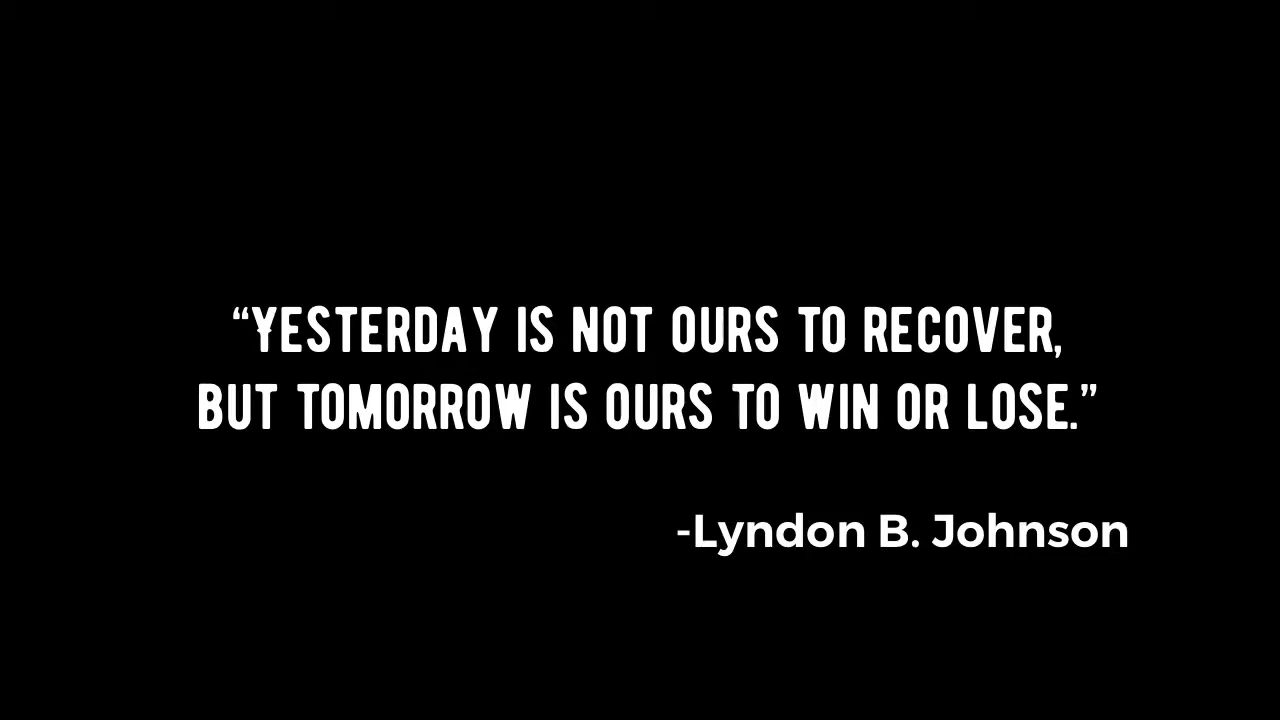 “YESTERDAY IS NOT OURS TO RECOVER,
BUT TOMORROW IS OURS TO WIN OR LOSE.”
-Lyndon B. Johnson